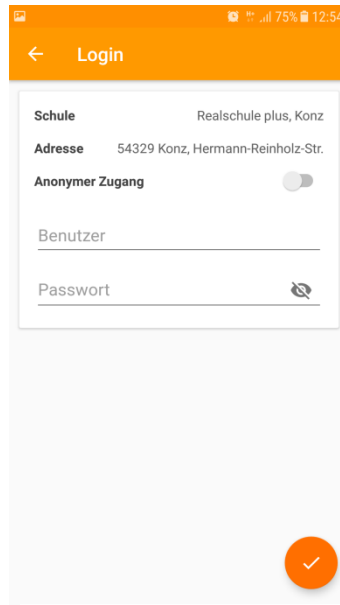 75% 12:54
Login
Schule Realschule plus, Konz
Adresse 54329 Konz, Hermann-Reinholz-Str.
Anonymer Zugang
Benutzer
Passwort